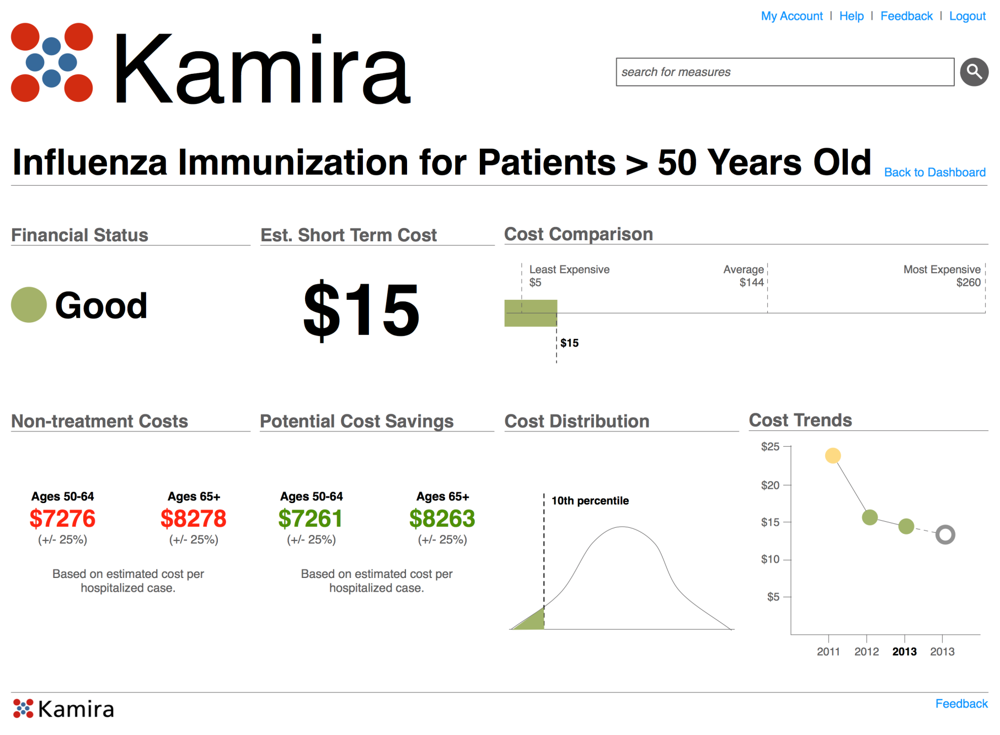 My Account | Help | Feedback | Logout
Kamira
search for measures
Influenza Immunization for Patients > 50 Years Old
Back to Dashboard
Financial Status
Good
Est. Short Term Cost
$15
Cost Comparison
Least Expensive
$5
Average
$144
Most Expensive
$260
$15
Non-treatment Costs
Ages 50-64
$7276
(+/- 25%)
Ages 65+
$8278
(+/- 25%)
Based on estimated cost per
hospitalized case.
Potential Cost Savings
Ages 50-64
$7261
(+/- 25%)
Ages 65+
$8263
(+/- 25%)
Based on estimated cost per
hospitalized case.
Cost Distribution
10th percentile
Cost Trends
$25
$20
$15
$10
$5
2011 2012 2013 2013
Kamira
Feedback